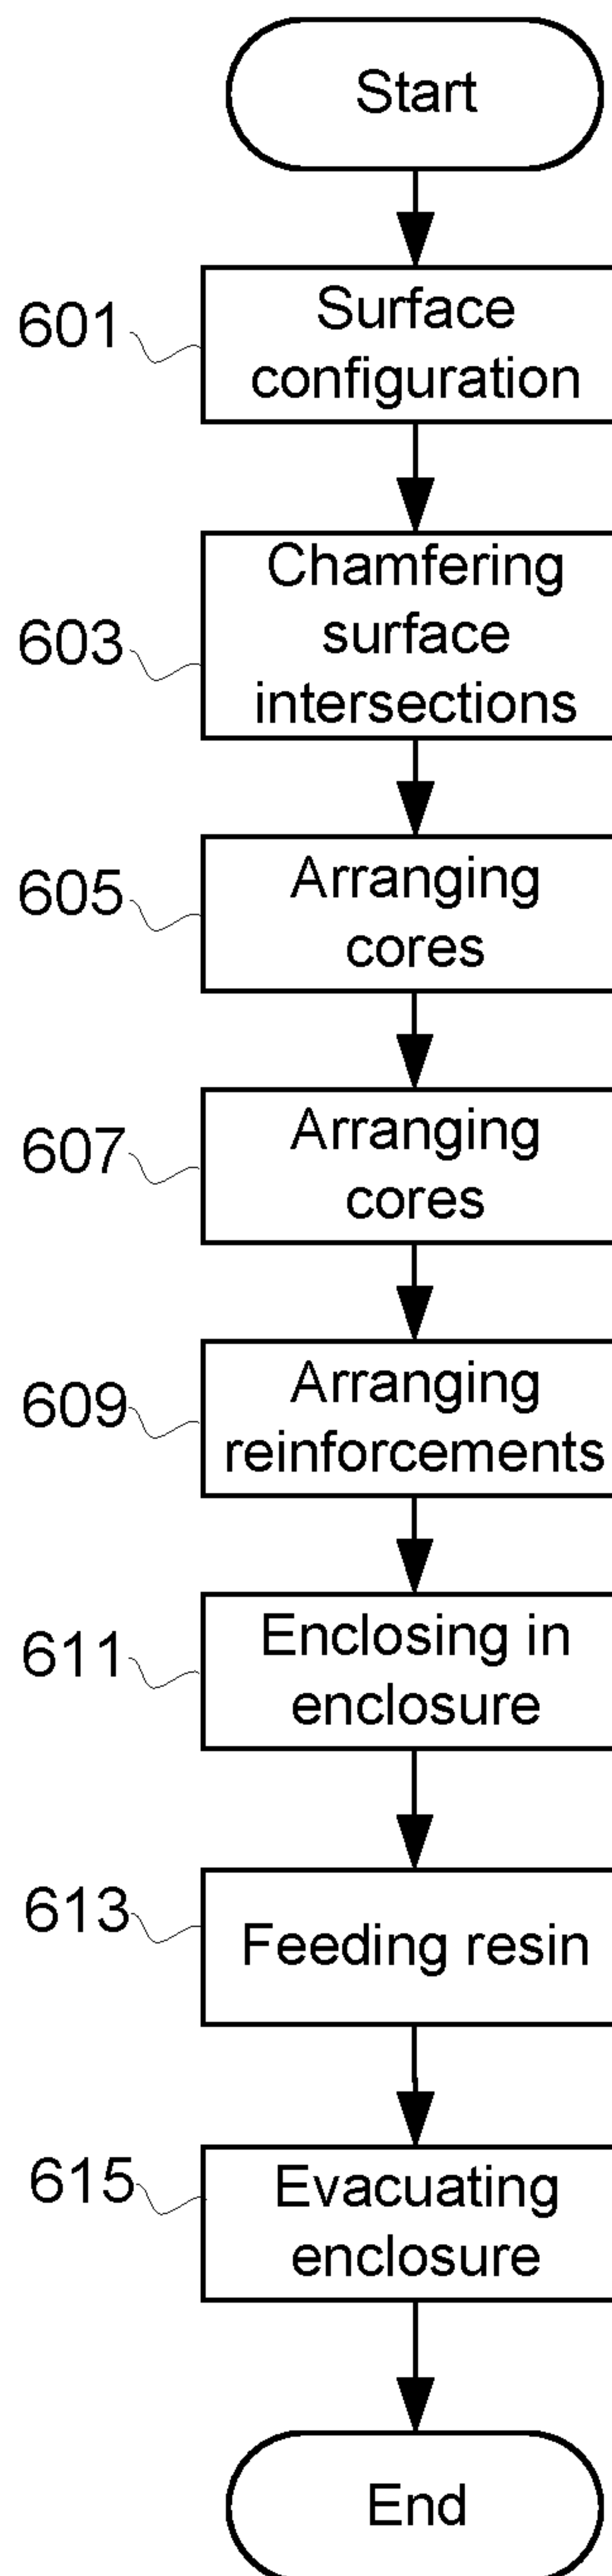 Start
601
Surface
configuration
603
Chamfering
surface
intersections
605
Arranging
cores
607
Arranging
cores
609
Arranging
reinforcements
611
Enclosing in
enclosure
613
Feeding resin
615
Evacuating
enclosure
End